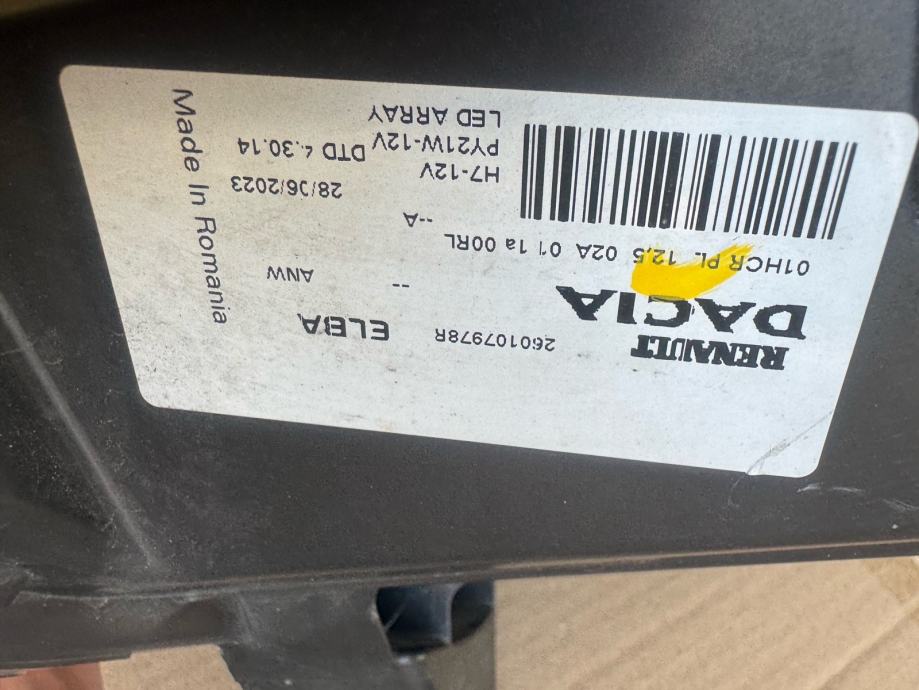 RENAULT
DACIA
260107978R
ELBA
--
ANW
01HCR PL 12,5 02A 01 1a 00RL
--A
H7-12V
PY21W-12V
LED ARRAY
28/06/2023
DTD 4.30.14
Made In Romania